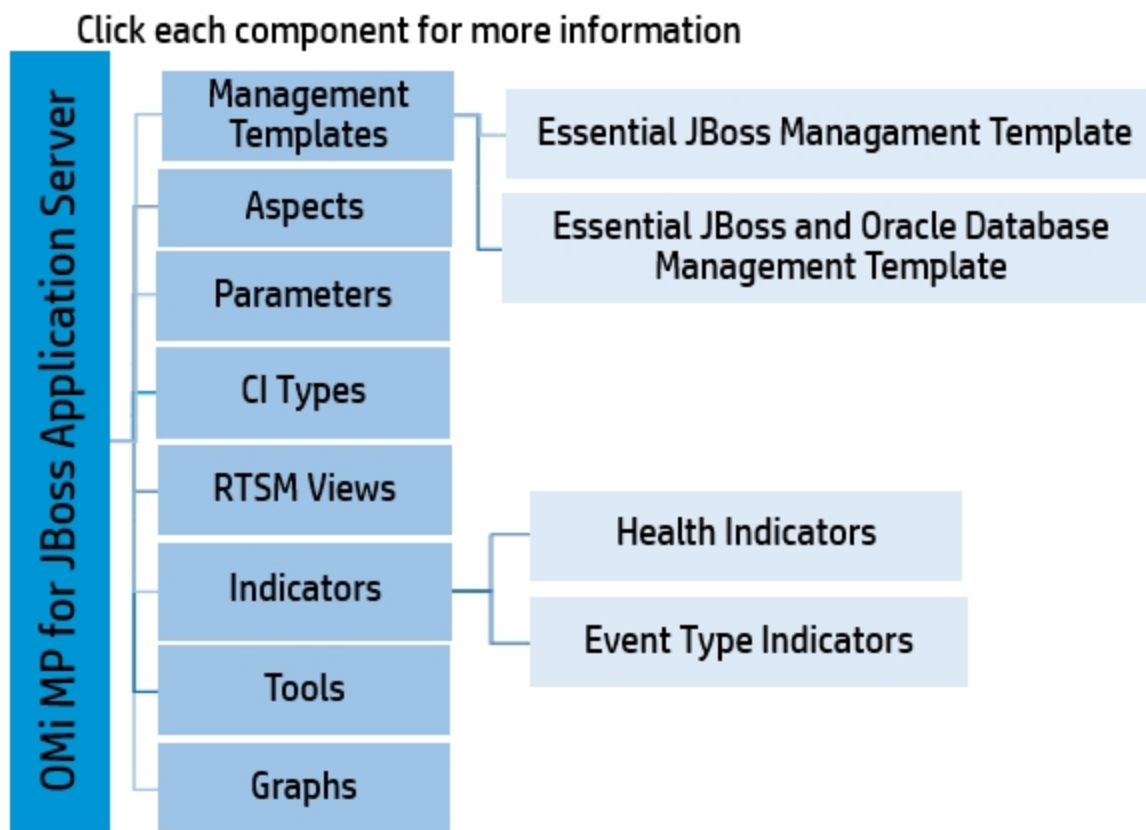 Click each component for more information
OMi MP for JBoss Application Server
Management
Templates
Essential JBoss Managament Template
Aspects
Essential JBoss and Oracle Database
Management Template
Parameters
CI Types
RTSM Views
Indicators
Health Indicators
Event Type Indicators
Tools
Graphs